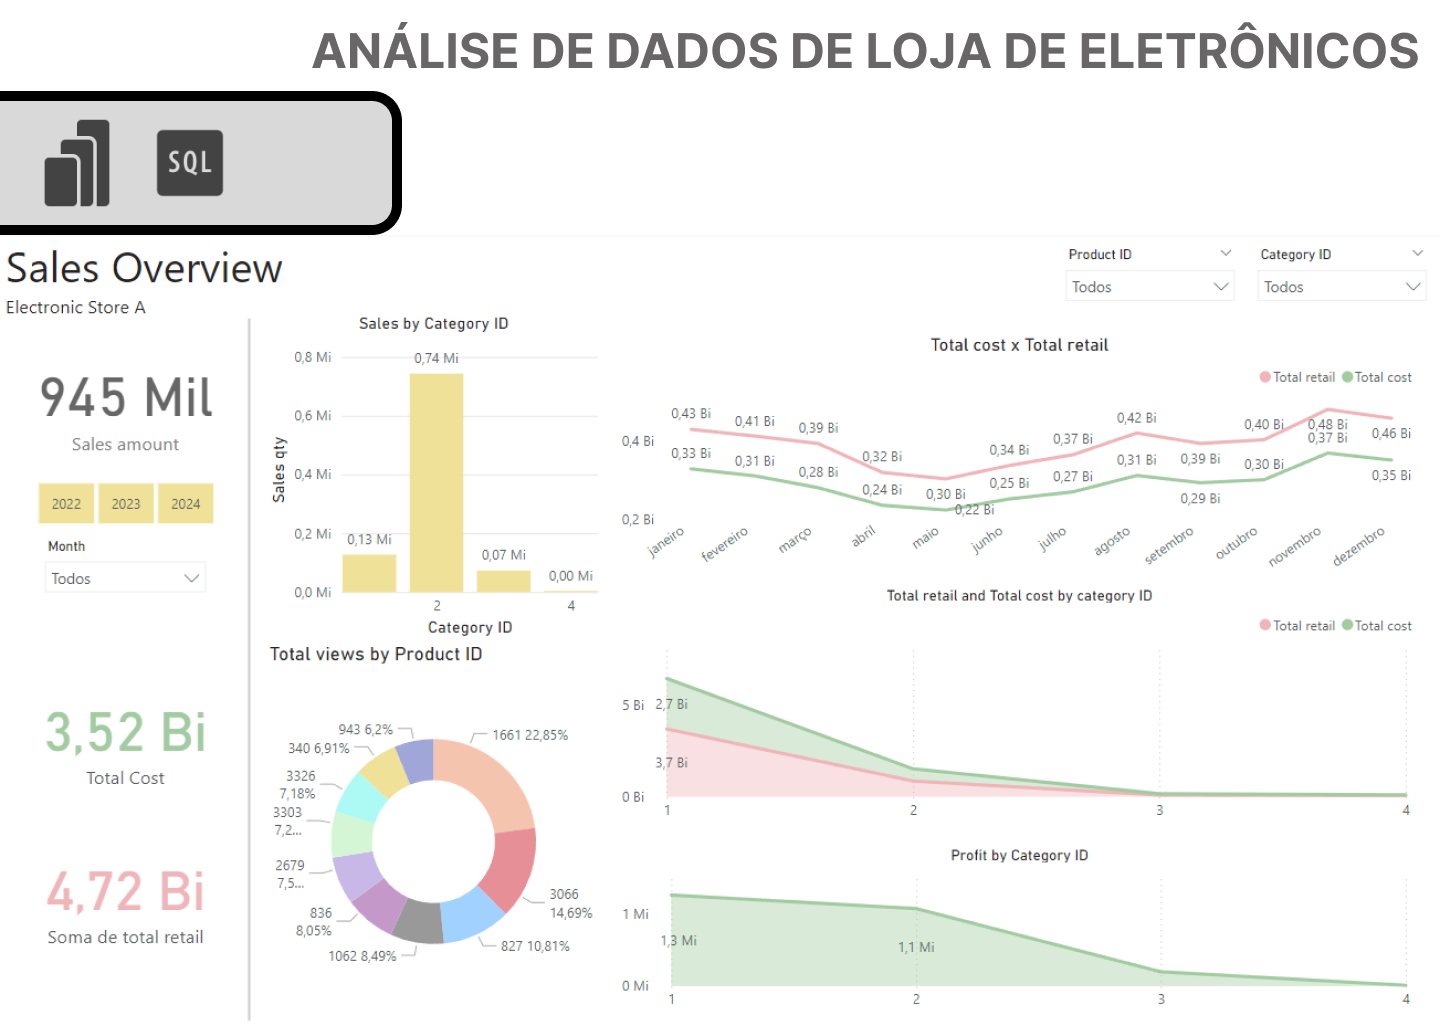 ANÁLISE DE DADOS DE LOJA DE ELETRÔNICOS
SQL
Sales Overview
Electronic Store A
Product ID
Todos
Category ID
Todos
945 Mil
Sales amount
2022 2023 2024
Month
Todos
3,52 Bi
Total Cost
4,72 Bi
Soma de total retail
Sales by Category ID
Sales qty
0,8 Mi
0,6 Mi
0,4 Mi
0,2 Mi
0,0 Mi
0,13 Mi
0,74 Mi
0,07 Mi
0,00 Mi
2 4
Category ID
Total views by Product ID
943 6,2%
340 6,91%
3326
7,18%
3303
7,2...
2679
7,5...
836
8,05%
1062 8,49%
827 10,81%
3066
14,69%
1661 22,85%
Total cost x Total retail
Total retail Total cost
0,4 Bi
0,2 Bi
0,43 Bi 0,41 Bi 0,39 Bi 0,32 Bi 0,30 Bi 0,34 Bi 0,37 Bi 0,42 Bi 0,39 Bi 0,40 Bi 0,48 Bi 0,46 Bi
0,33 Bi 0,31 Bi 0,28 Bi 0,24 Bi 0,22 Bi 0,25 Bi 0,27 Bi 0,31 Bi 0,29 Bi 0,30 Bi 0,37 Bi 0,35 Bi
janeiro fevereiro março abril maio junho julho agosto setembro outubro novembro dezembro
Total retail and Total cost by category ID
Total retail Total cost
5 Bi
0 Bi
2,7 Bi
3,7 Bi
1 2 3 4
Profit by Category ID
1 Mi
0 Mi
1,3 Mi
1,1 Mi
1 2 3 4